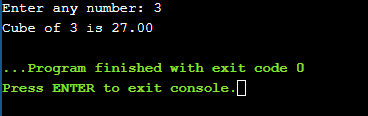 Enter any number: 3
Cube of 3 is 27.00
...Program finished with exit code 0
Press ENTER to exit console.